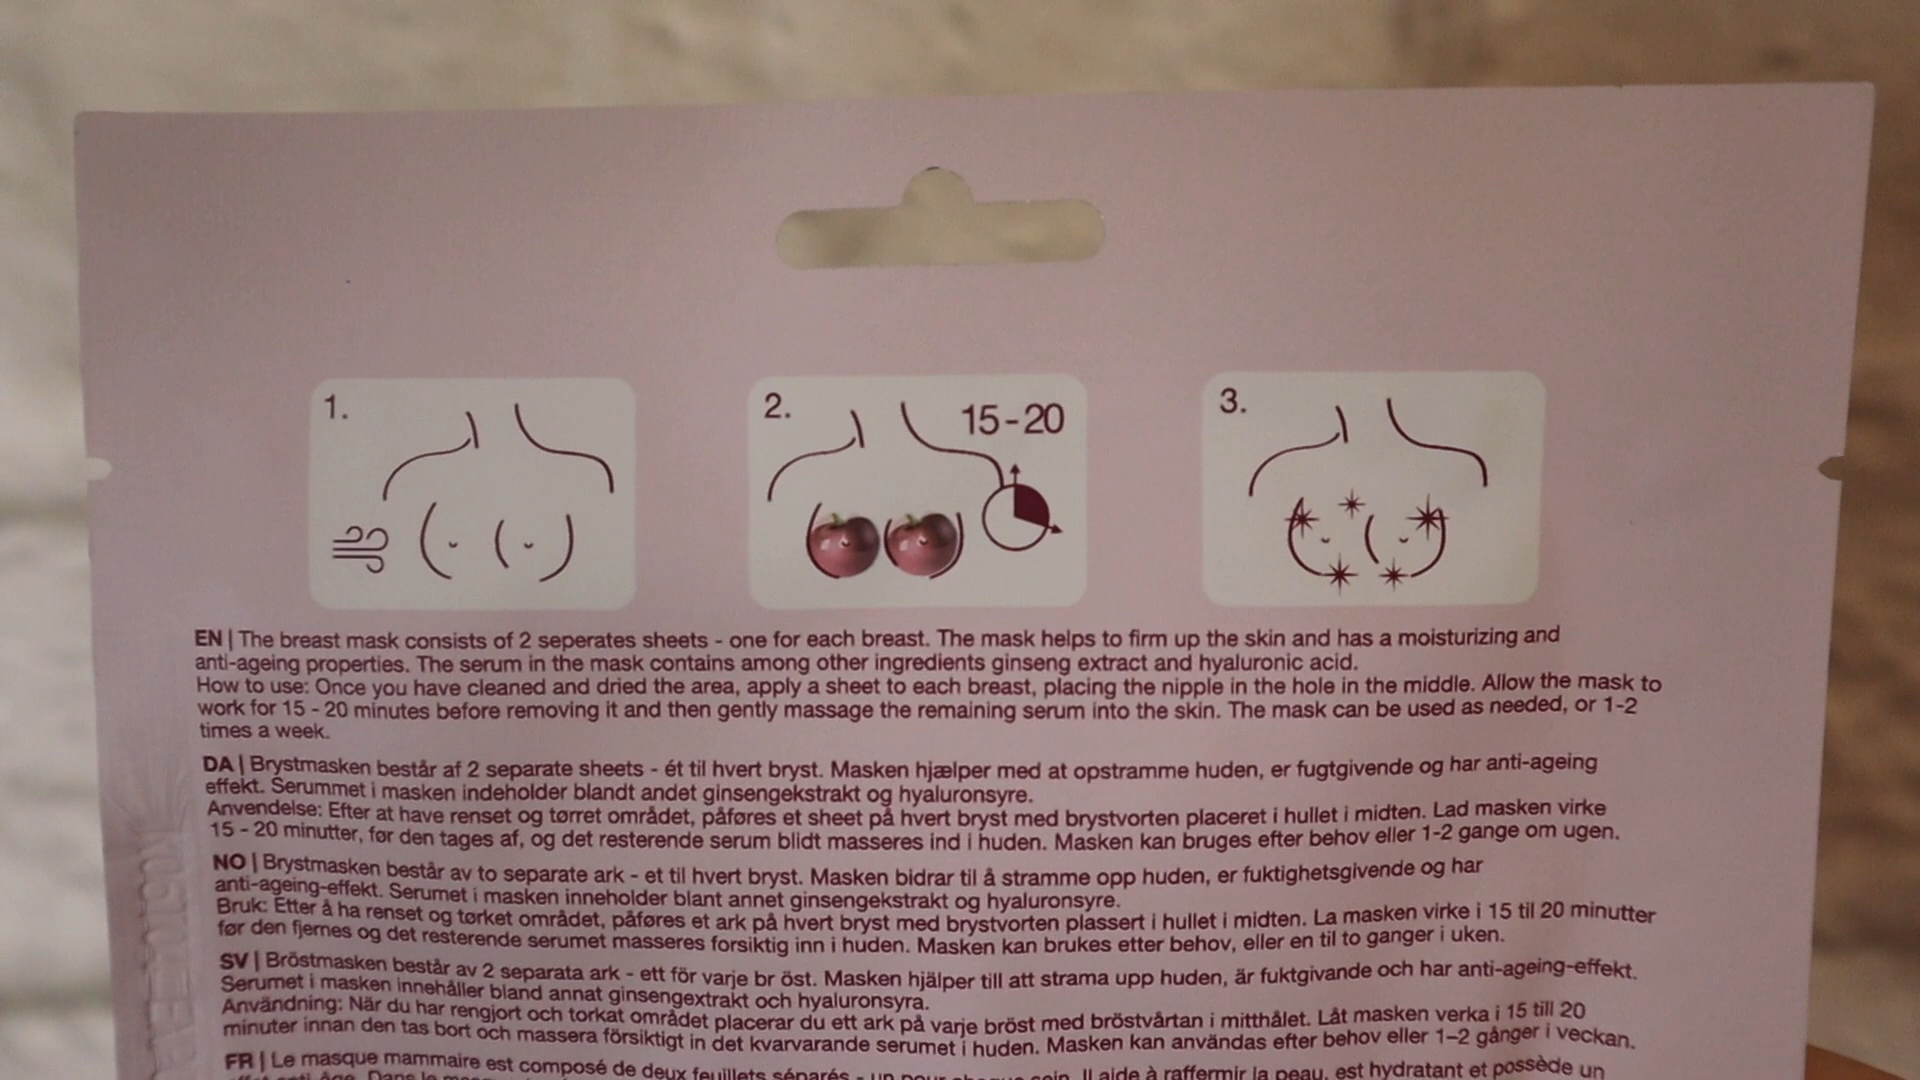 1.
2.
15-20
3.
EN | The breast mask consists of 2 seperates sheets - one for each breast. The mask helps to firm up the skin and has a moisturizing and
anti-ageing properties. The serum in the mask contains among other ingredients ginseng extract and hyaluronic acid.
How to use: Once you have cleaned and dried the area, apply a sheet to each breast, placing the nipple in the hole in the middle. Allow the mask to
work for 15 - 20 minutes before removing it and then gently massage the remaining serum into the skin. The mask can be used as needed, or 1-2
times a week.
DA | Brystmasken består af 2 separate sheets - ét til hvert bryst. Masken hjælper med at opstramme huden, er fugtgivende og har anti-ageing
effekt. Serummet i masken indeholder blandt andet ginsengekstrakt og hyaluronsyre.
Anvendelse: Efter at have renset og tørret området, påføres et sheet på hvert bryst med brystvorten placeret i hullet i midten. Lad masken virke
15 - 20 minutter, før den tages af, og det resterende serum blidt masseres ind i huden. Masken kan bruges efter behov eller 1-2 gange om ugen.
NO | Brystmasken består av to separate ark - et til hvert bryst. Masken bidrar til å stramme opp huden, er fuktighetsgivende og har
anti-ageing-effekt. Serumet i masken inneholder blant annet ginsengekstrakt og hyaluronsyre.
Bruk: Etter å ha renset og tørket området, påføres et ark på hvert bryst med brystvorten plassert i hullet i midten. La masken virke i 15 til 20 minutter
før den fjernes og det resterende serumet masseres forsiktig inn i huden. Masken kan brukes etter behov, eller en til to ganger i uken.
SV | Bröstmasken består av 2 separata ark - ett för varje br öst. Masken hjälper till att strama upp huden, är fuktgivande och har anti-ageing-effekt.
Serumet i masken innehåller bland annat ginsengextrakt och hyaluronsyra.
Användning: När du har rengjort och torkat området placerar du ett ark på varje bröst med bröstvårtan i mitthålet. Låt masken verka i 15 till 20
minuter innan den tas bort och massera försiktigt in det kvarvarande serumet i huden. Masken kan användas efter behov eller 1–2 gånger i veckan.
FR | Le masque mammaire est composé de deux feuillets séparés - un pour chaque sein. Il aide à raffermir la peau, est hydratant et possède un